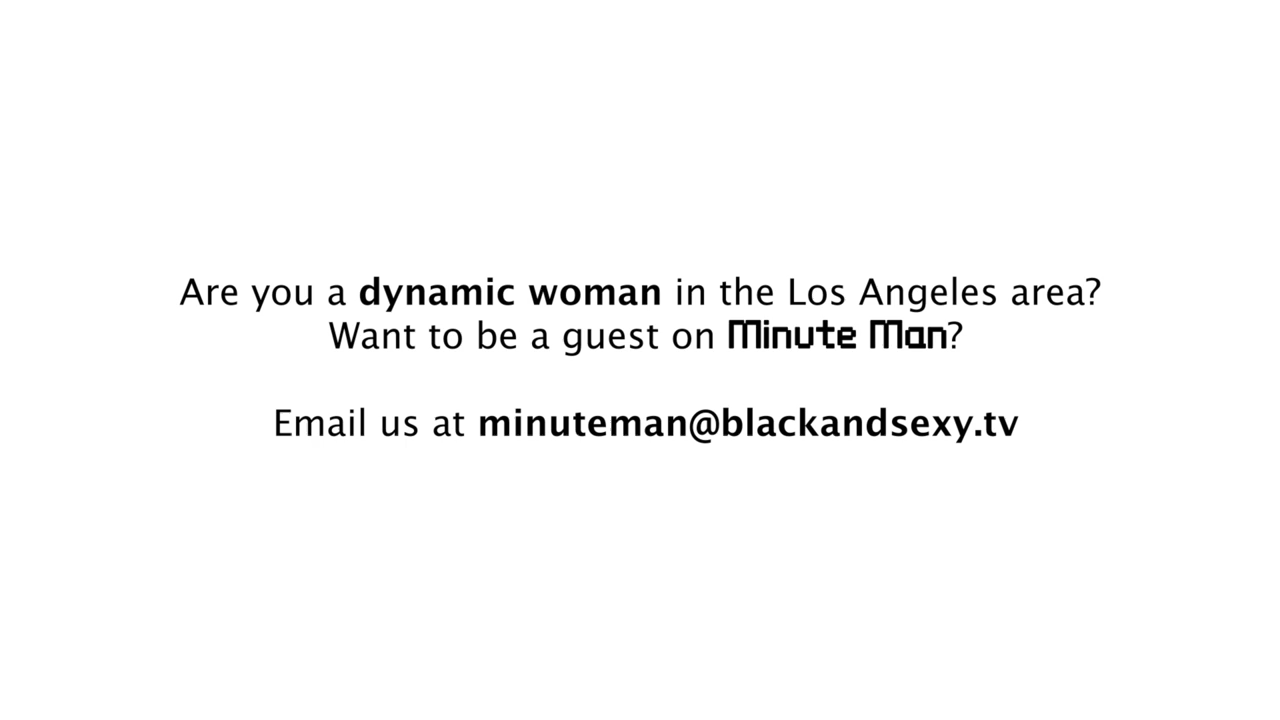 Are you a dynamic woman in the Los Angeles area?
Want to be a guest on Minute Man?
Email us at minuteman@blackandsexy.tv